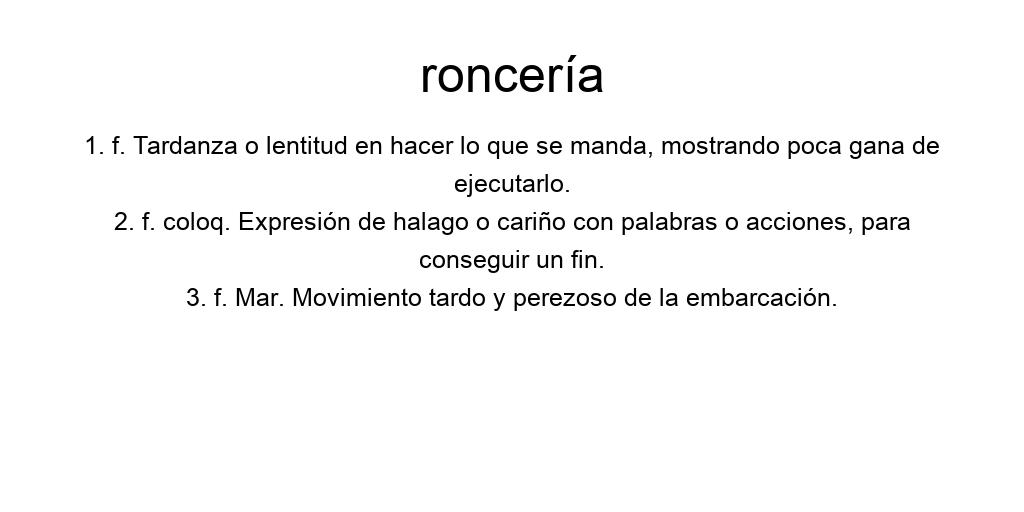 roncería
1. f. Tardanza o lentitud en hacer lo que se manda, mostrando poca gana de
ejecutarlo.
2. f. coloq. Expresión de halago o cariño con palabras o acciones, para
conseguir un fin.
3. f. Mar. Movimiento tardo y perezoso de la embarcación.